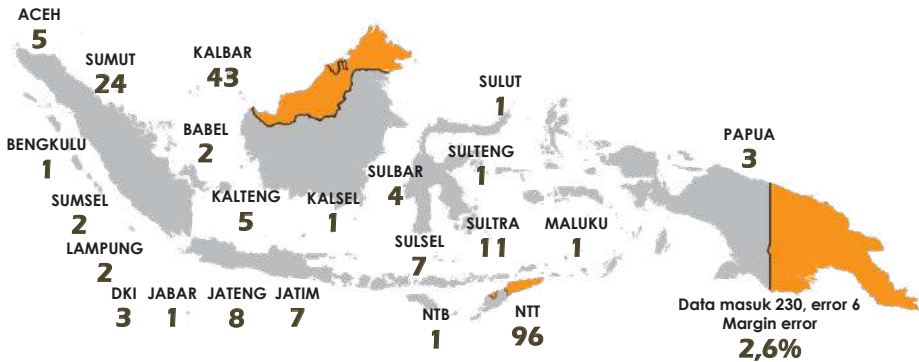 ACEH
5
SUMUT
24
KALBAR
43
SULUT
1
BENGKULU
1
BABEL
2
SULTENG
1
PAPUA
3
SUMSEL
2
KALTENG
5
KALSEL
1
SULBAR
4
LAMPUNG
2
SULSEL
7
SULTRA
11
MALUKU
1
DKI
3
JABAR
1
JATENG
8
JATIM
7
NTB
1
NTT
96
Data masuk 230, error 6
Margin error
2,6%